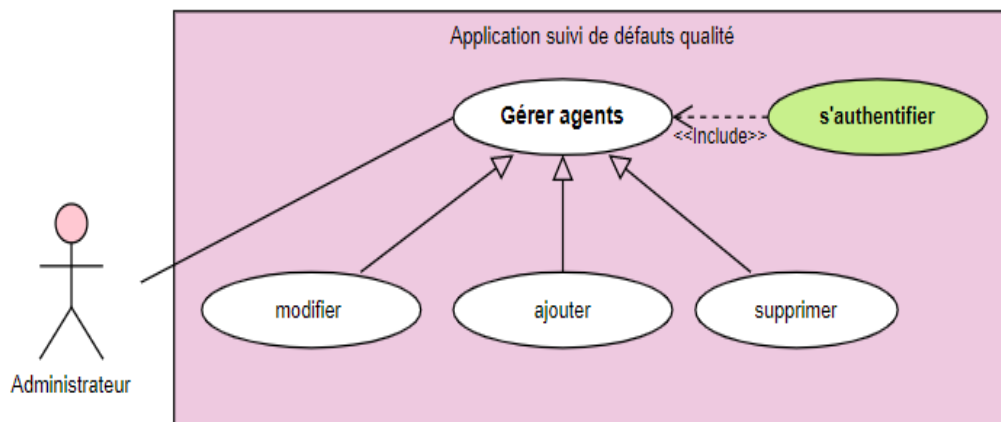 Application suivi de défauts qualité
Gérer agents
s'authentifier
<<Include>>
modifier
ajouter
supprimer
Administrateur